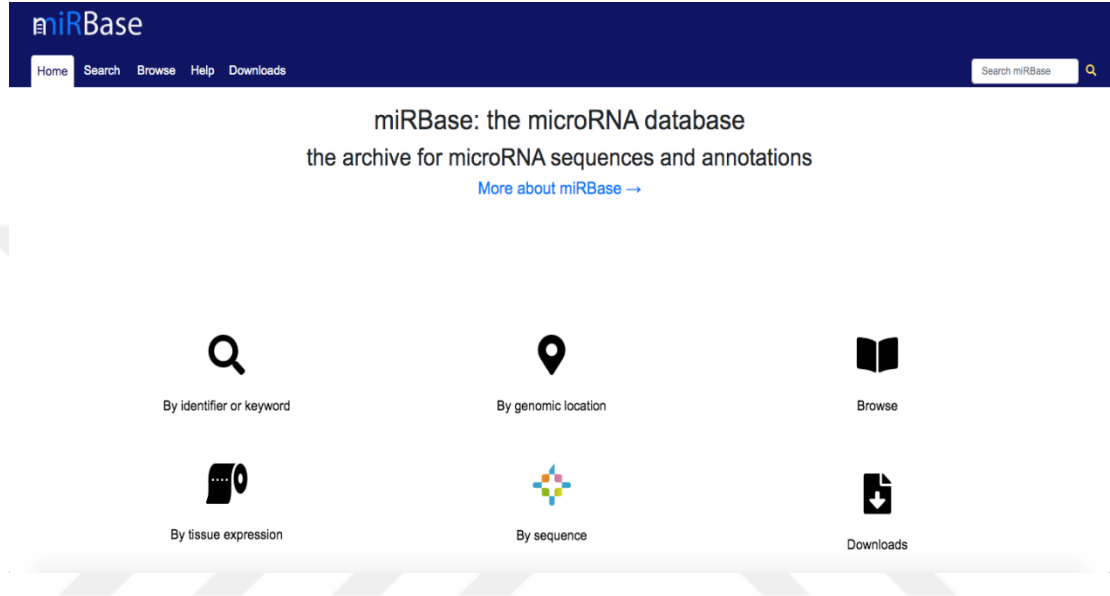 miRBase
Home Search Browse Help Downloads
Search miRBase
miRBase: the microRNA database
the archive for microRNA sequences and annotations
More about miRBase →
By identifier or keyword
By genomic location
Browse
By tissue expression
By sequence
Downloads